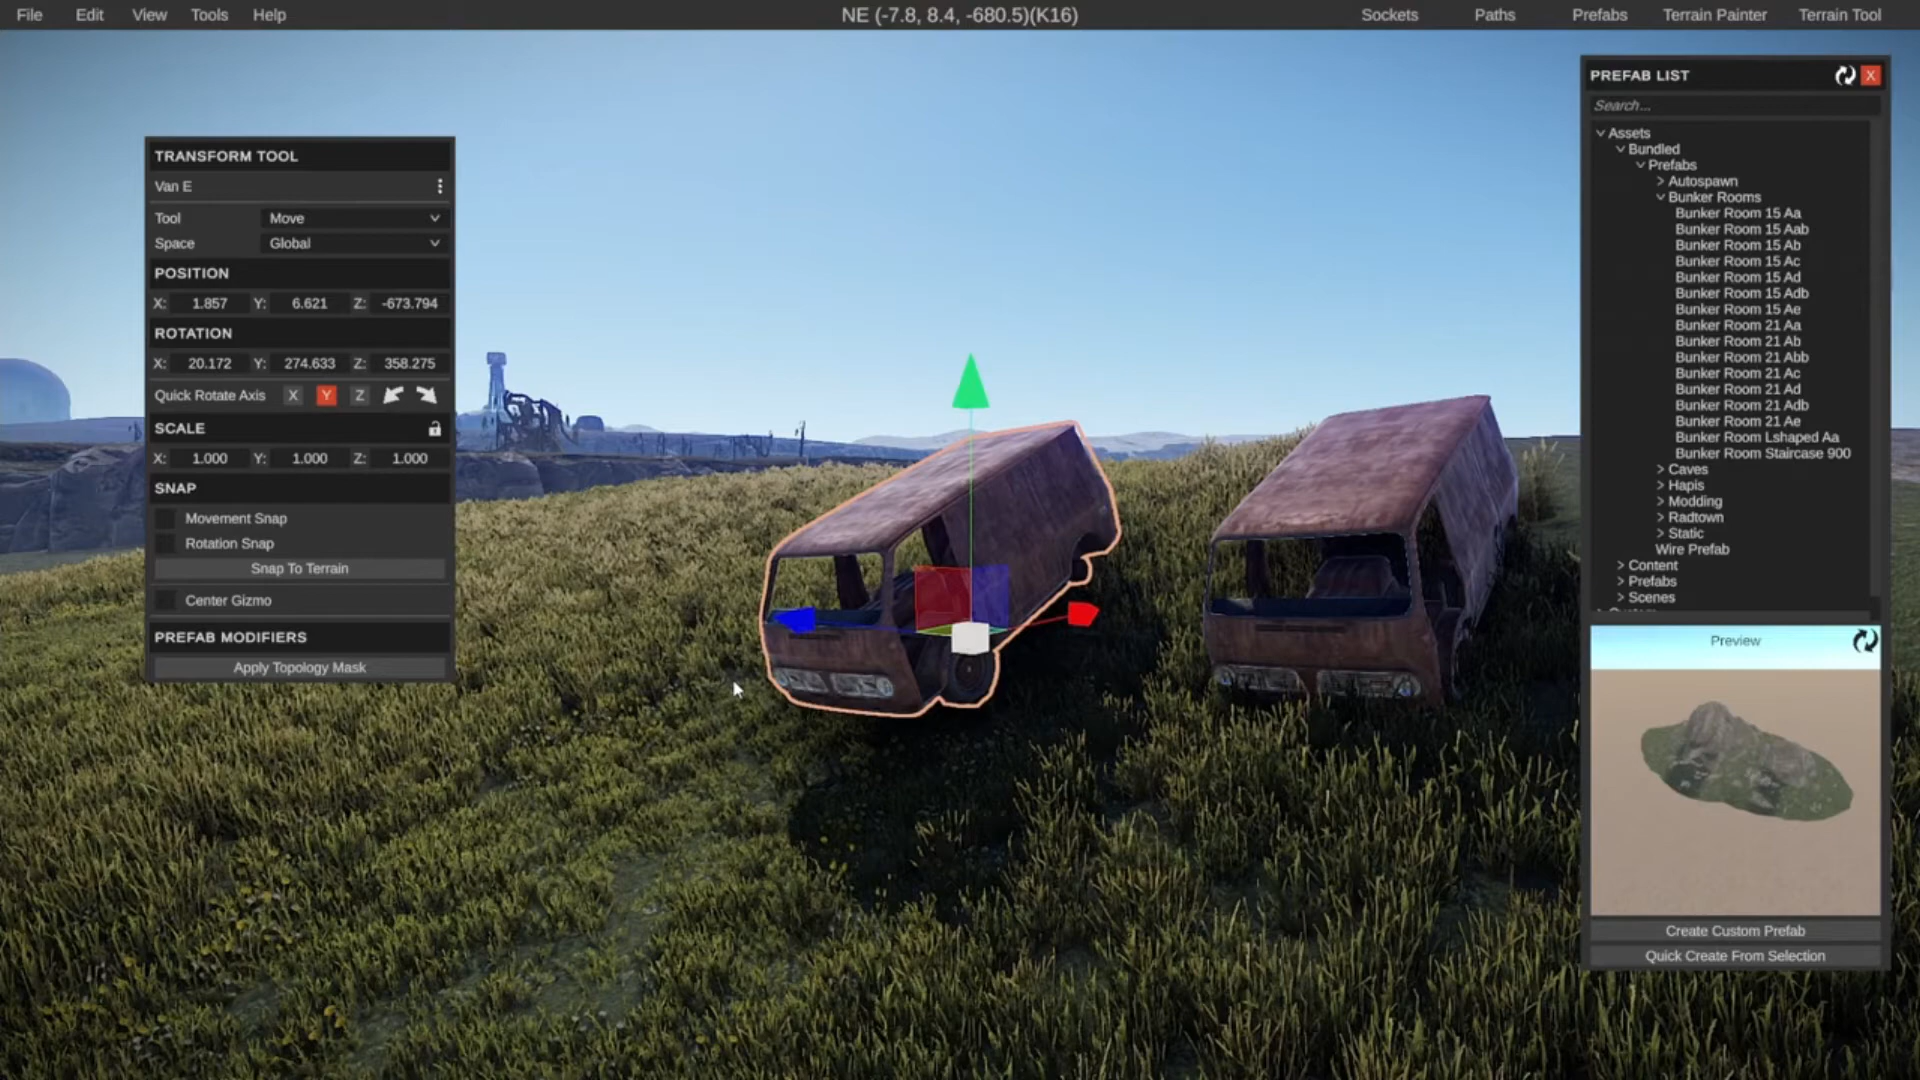 File Edit View Tools Help NE (-7.8, 8.4, -680.5)(K16) Sockets Paths Prefabs Terrain Painter Terrain Tool
TRANSFORM TOOL
Van E
Tool Move
Space Global
POSITION
X: 1.857 Y: 6.621 Z: -673.794
ROTATION
X: 20.172 Y: 274.633 Z: 358.275
Quick Rotate Axis X Y Z
SCALE
X: 1.000 Y: 1.000 Z: 1.000
SNAP
Movement Snap
Rotation Snap
Snap To Terrain
Center Gizmo
PREFAB MODIFIERS
Apply Topology Mask
PREFAB LIST X
Search...
Assets
Bundled
Prefabs
Autospawn
Bunker Rooms
Bunker Room 15 Aa
Bunker Room 15 Aab
Bunker Room 15 Ab
Bunker Room 15 Ac
Bunker Room 15 Ad
Bunker Room 15 Adb
Bunker Room 15 Ae
Bunker Room 21 Aa
Bunker Room 21 Ab
Bunker Room 21 Abb
Bunker Room 21 Ac
Bunker Room 21 Ad
Bunker Room 21 Adb
Bunker Room 21 Ae
Bunker Room Lshaped Aa
Bunker Room Staircase 900
Caves
Hapis
Modding
Radtown
Static
Wire Prefab
Content
Prefabs
Scenes
Preview
Create Custom Prefab
Quick Create From Selection